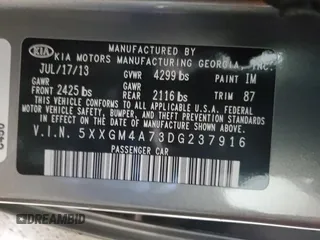 MANUFACTURED BY
KIA KIA MOTORS MANUFACTURING GEORGIA, INC.
JUL/17/13 GVWR 4299 lbs PAINT IM
GAWR FRONT 2425 lbs GAWR REAR 2116 lbs TRIM 87
THIS VEHICLE CONFORMS TO ALL APPLICABLE U.S.A. FEDERAL MOTOR VEHICLE SAFETY, BUMPER, AND THEFT PREVENTION STANDARDS IN EFFECT ON THE DATE OF MANUFACTURE SHOWN ABOVE.
V.I.N. 5XXGM4A73DG237916
PASSENGER CAR
DREAMBID